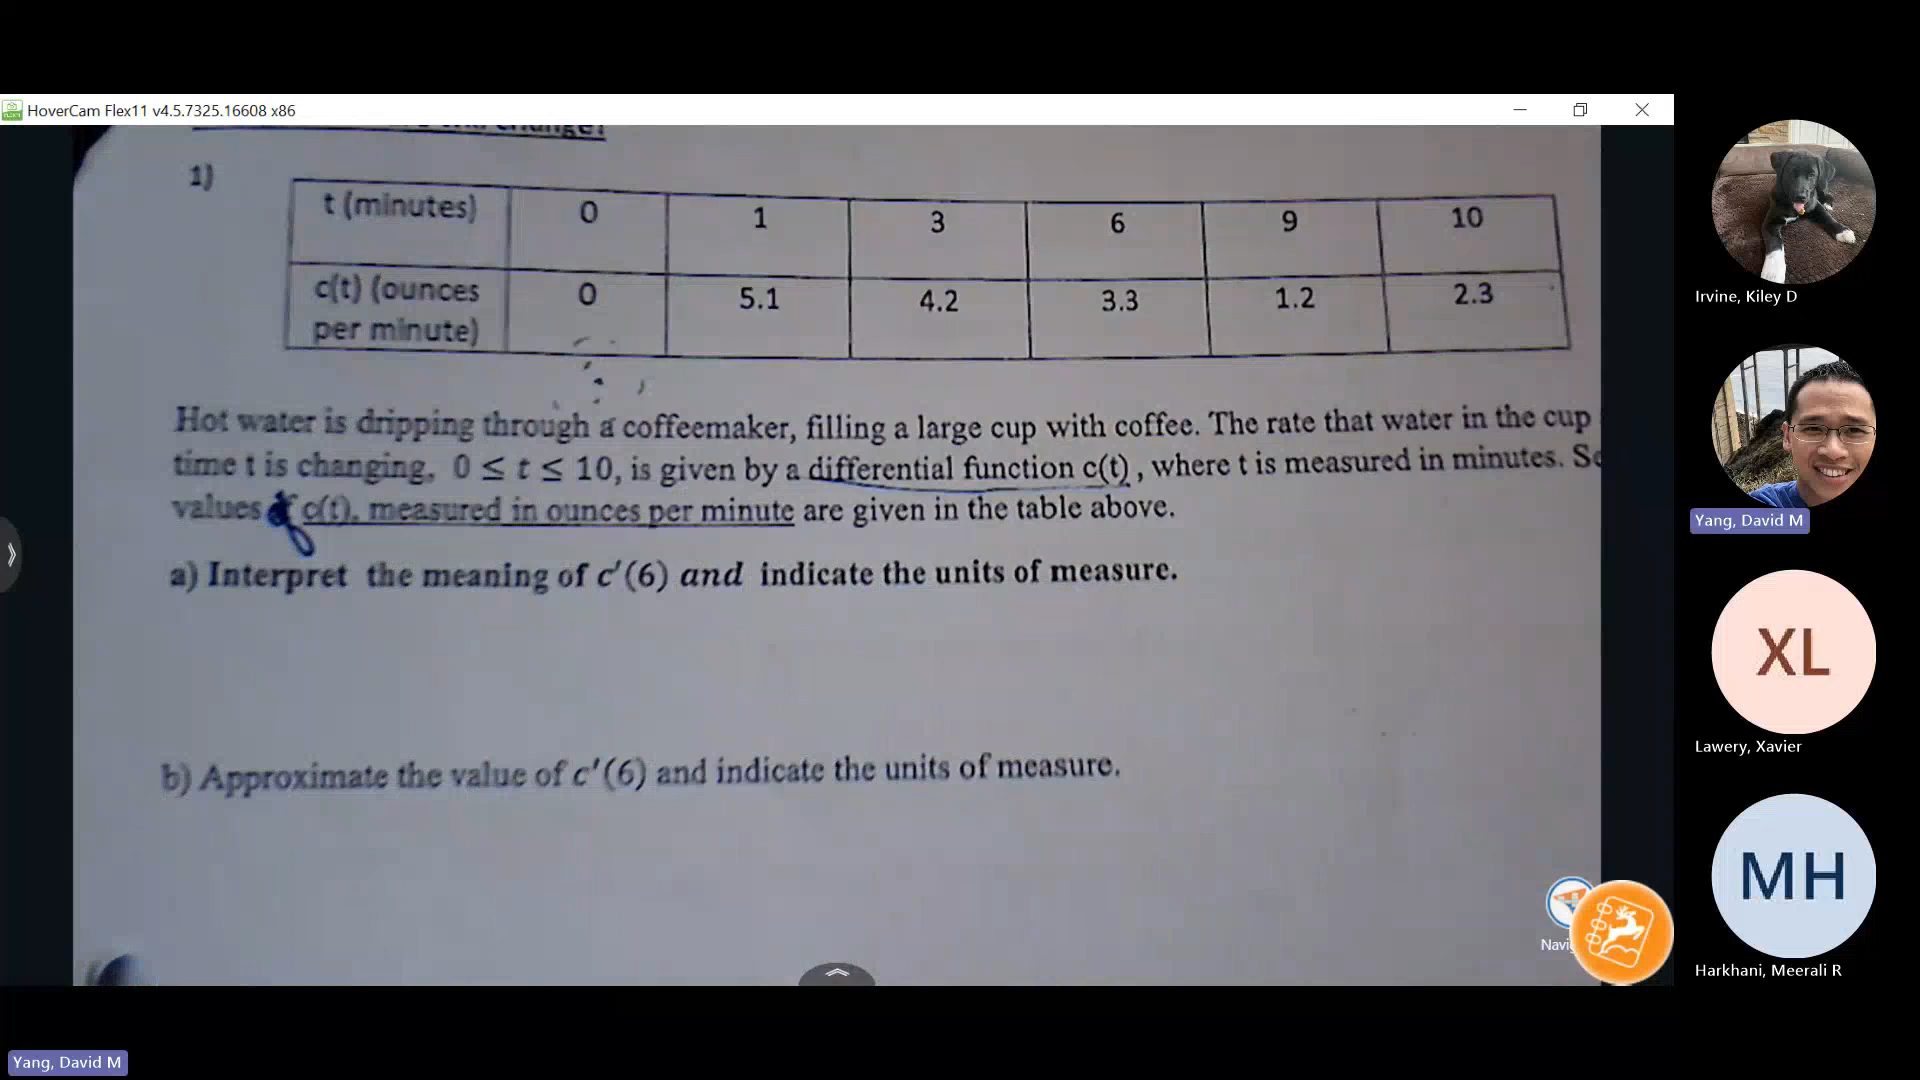 HoverCam Flex11 v4.5.7325.16608 x86
change?
1)
t (minutes) 0 1 3 6 9 10
c(t) (ounces per minute) 0 5.1 4.2 3.3 1.2 2.3
Hot water is dripping through a coffeemaker, filling a large cup with coffee. The rate that water in the cup
time t is changing, 0 ≤ t ≤ 10, is given by a differential function c(t), where t is measured in minutes. So
values of c(t), measured in ounces per minute are given in the table above.
a) Interpret the meaning of c'(6) and indicate the units of measure.
b) Approximate the value of c'(6) and indicate the units of measure.
Irvine, Kiley D
Yang, David M
XL
Lawery, Xavier
MH
Harkhani, Meerali R
Yang, David M